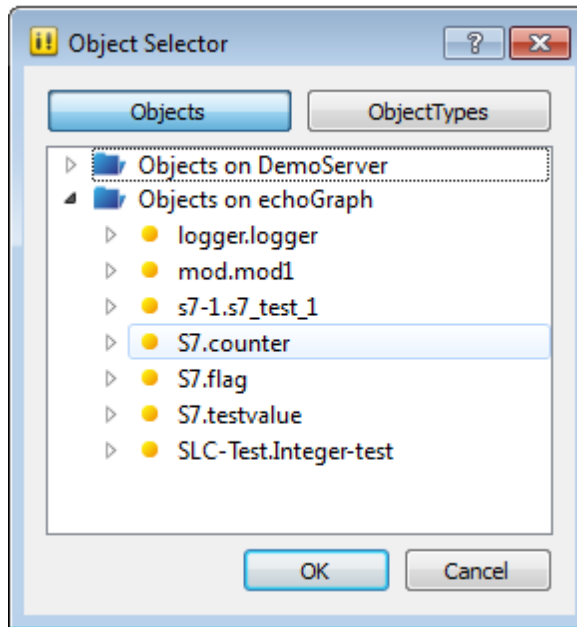 Object Selector
Objects
ObjectTypes
Objects on DemoServer
Objects on echoGraph
logger.logger
mod.mod1
s7-1.s7_test_1
S7.counter
S7.flag
S7.testvalue
SLC-Test.Integer-test
OK
Cancel